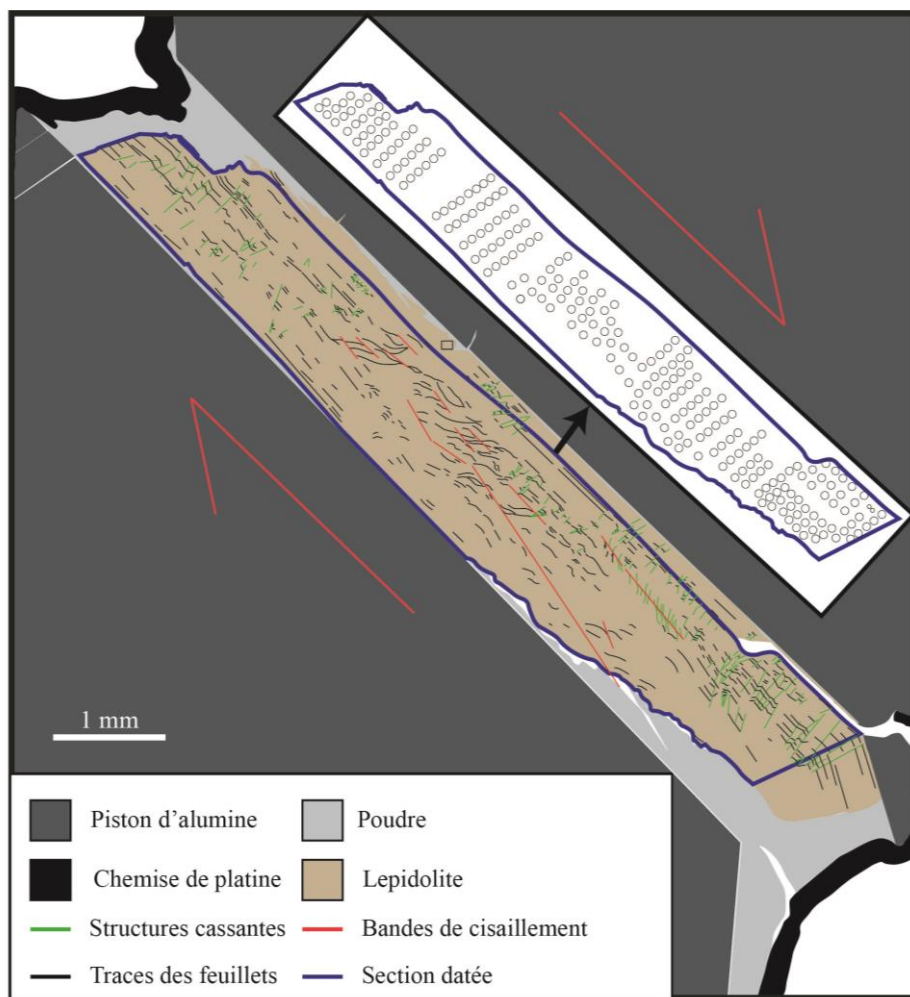 1 mm
Piston d'alumine
Poudre
Chemise de platine
Lepidolite
Structures cassantes
Bandes de cisaillement
Traces des feuillets
Section datée